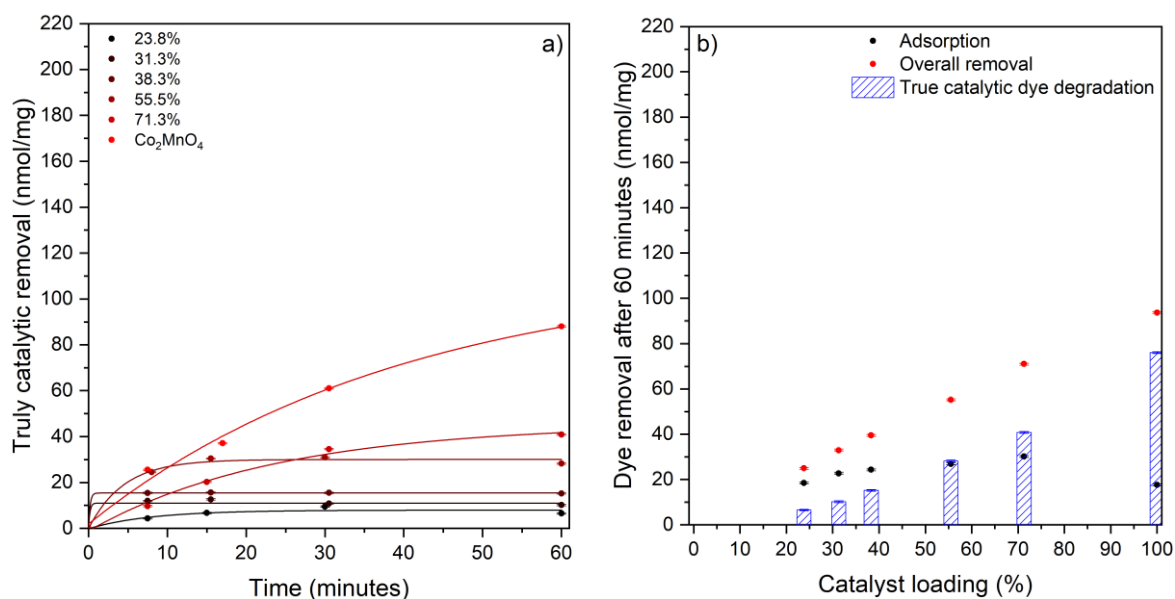 a)
23.8%
31.3%
38.3%
55.5%
71.3%
Co₂MnO₄
Truly catalytic removal (nmol/mg)
220
200
180
160
140
120
100
80
60
40
20
0
0 10 20 30 40 50 60
Time (minutes)
b)
Adsorption
Overall removal
True catalytic dye degradation
Dye removal after 60 minutes (nmol/mg)
220
200
180
160
140
120
100
80
60
40
20
0
0 10 20 30 40 50 60 70 80 90 100
Catalyst loading (%)